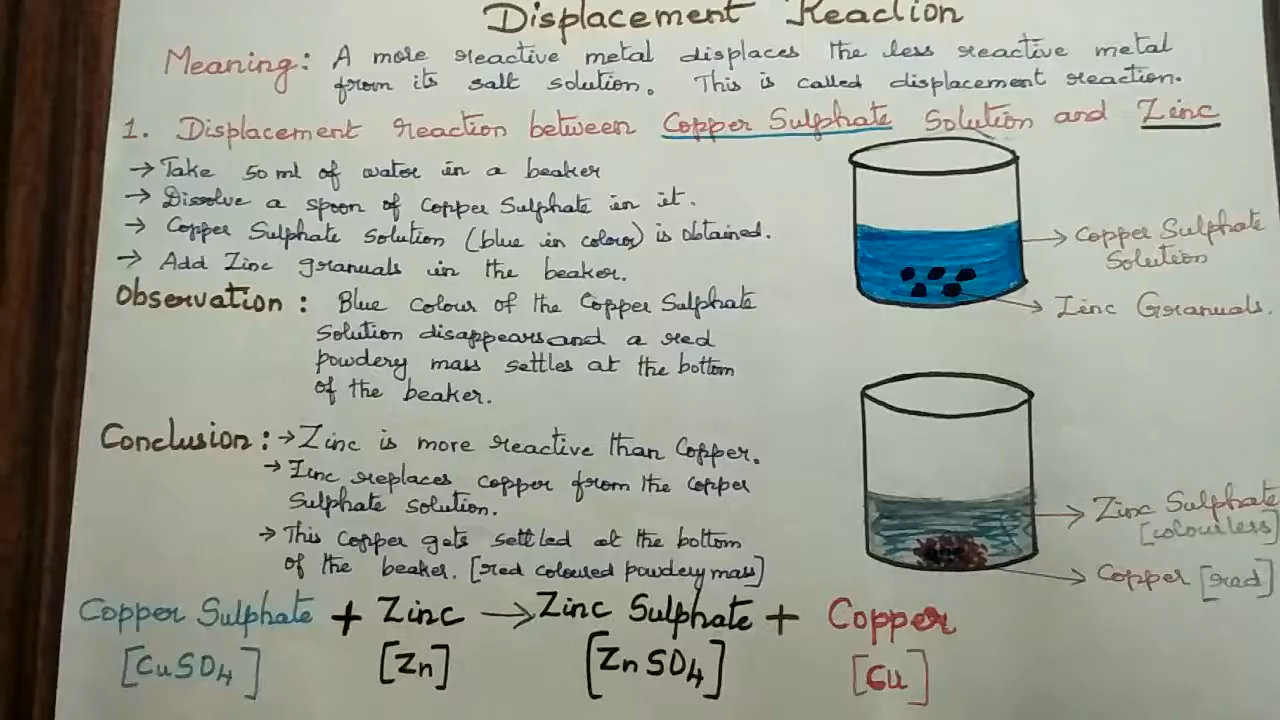 Displacement Reaction
Meaning: A more reactive metal displaces the less reactive metal
from its salt solution. This is called displacement reaction.
1. Displacement reaction between Copper Sulphate Solution and Zinc
→ Take 50 ml of water in a beaker
→ Dissolve a spoon of Copper Sulphate in it.
→ Copper Sulphate Solution (blue in colour) is obtained.
→ Add Zinc granuals in the beaker.
Observation: Blue colour of the Copper Sulphate
Solution disappears and a red
powdery mass settles at the bottom
of the beaker.
Copper Sulphate
Solution
Zinc Granuals.
Conclusion: → Zinc is more reactive than Copper.
→ Zinc replaces copper from the copper
Sulphate solution.
→ This Copper gets settled at the bottom
of the beaker. [red coloured powdery mass]
Zinc Sulphate
[colourless]
Copper [red]
Copper Sulphate + Zinc → Zinc Sulphate + Copper
[CuSO4] [Zn] [ZnSO4] [Cu]